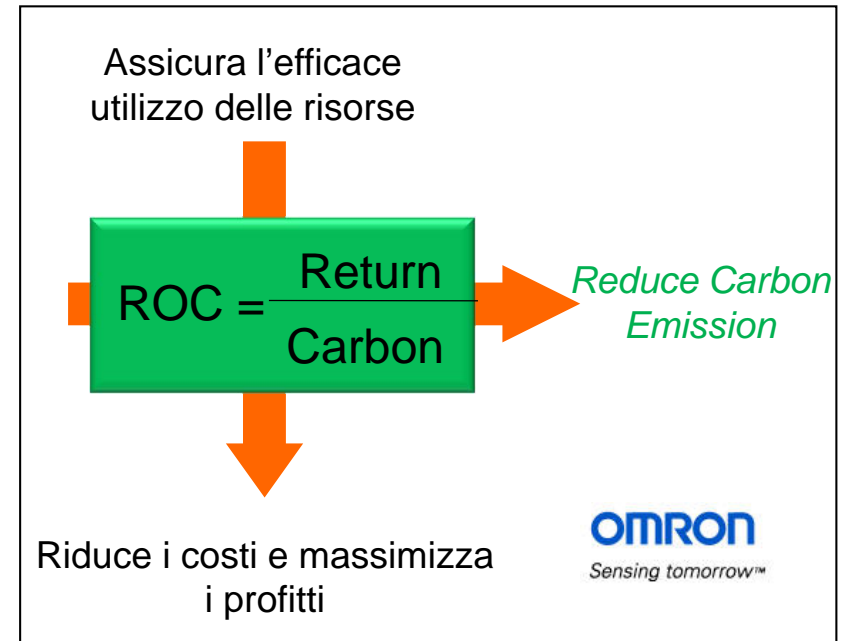 Assicura l’efficace
utilizzo delle risorse
ROC = Return
Carbon
Reduce Carbon
Emission
Riduce i costi e massimizza
i profitti
OMRON
Sensing tomorrow™